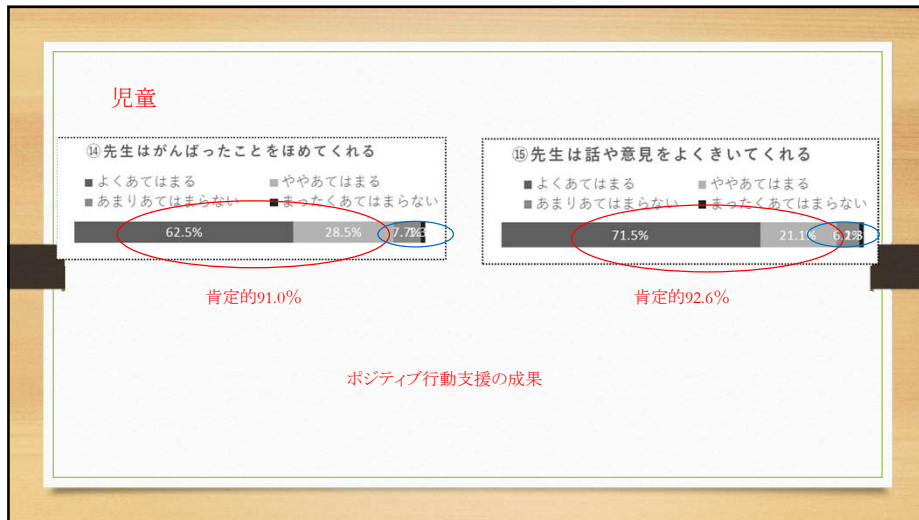 児童
⑭先生はがんばったことをほめてくれる
■よくあてはまる ■ややあてはまる
■あまりあてはまらない ■まったくあてはまらない
62.5% 28.5% 7.7%
肯定的91.0%
⑮先生は話や意見をよくきいてくれる
■よくあてはまる ■ややあてはまる
■あまりあてはまらない ■まったくあてはまらない
71.5% 21.1%
肯定的92.6%
ポジティブ行動支援の成果